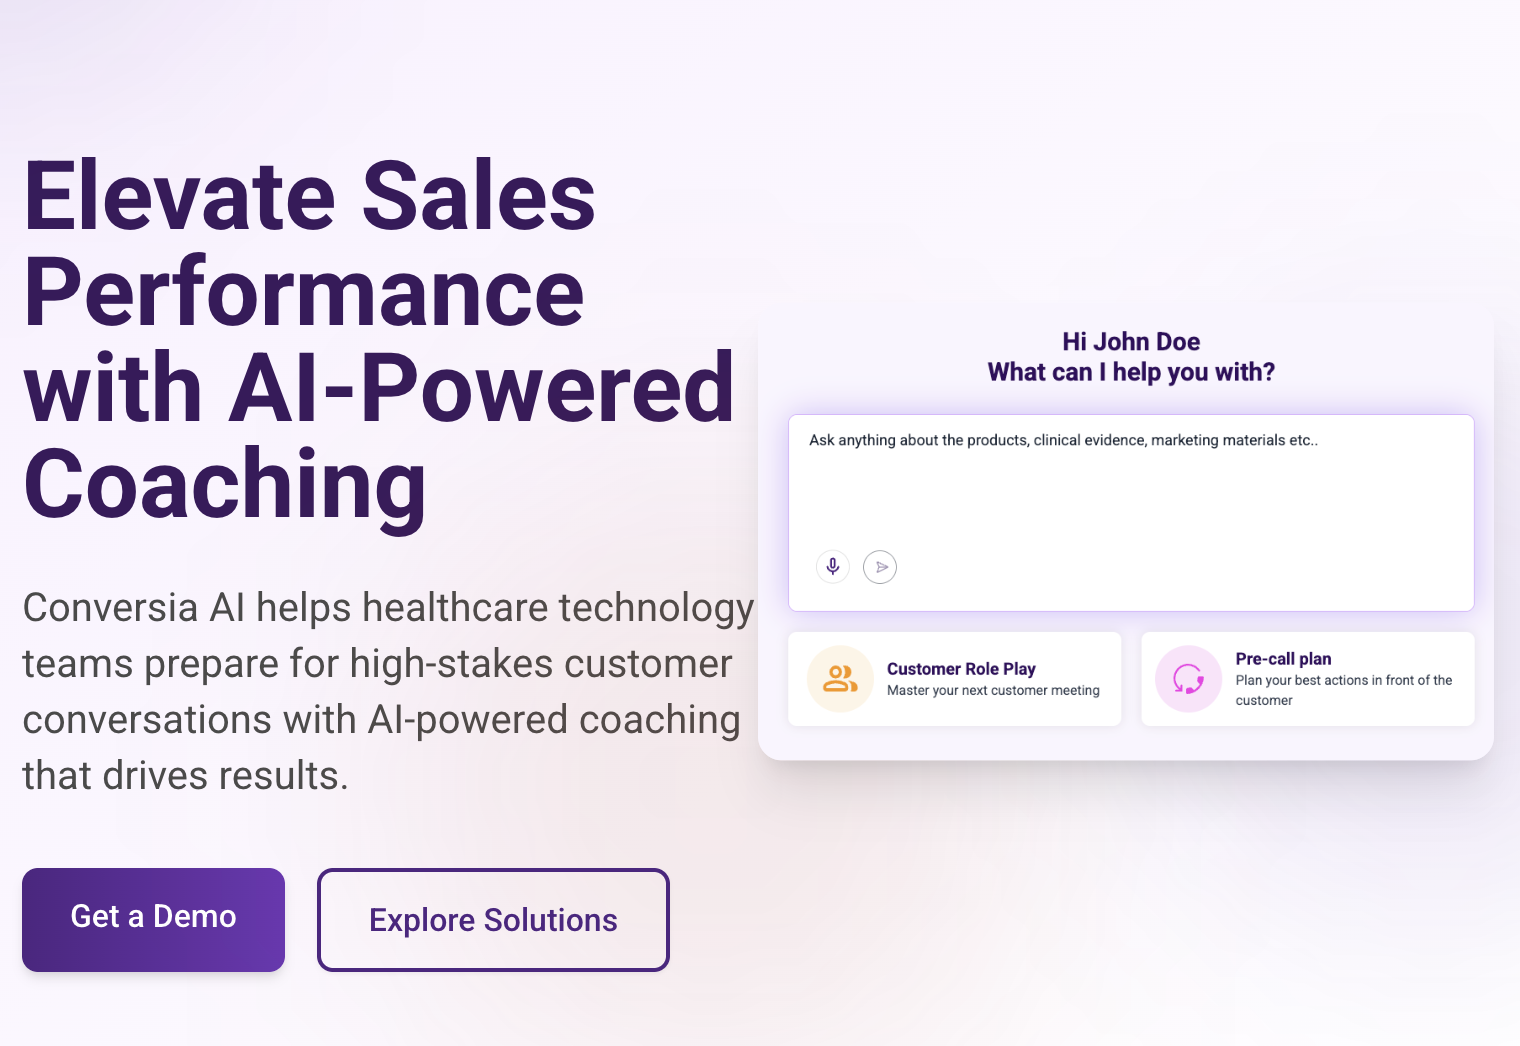 Elevate Sales
Performance
with AI-Powered
Coaching
Conversia AI helps healthcare technology
teams prepare for high-stakes customer
conversations with AI-powered coaching
that drives results.
Get a Demo
Explore Solutions
Hi John Doe
What can I help you with?
Ask anything about the products, clinical evidence, marketing materials etc..
Customer Role Play
Master your next customer meeting
Pre-call plan
Plan your best actions in front of the
customer